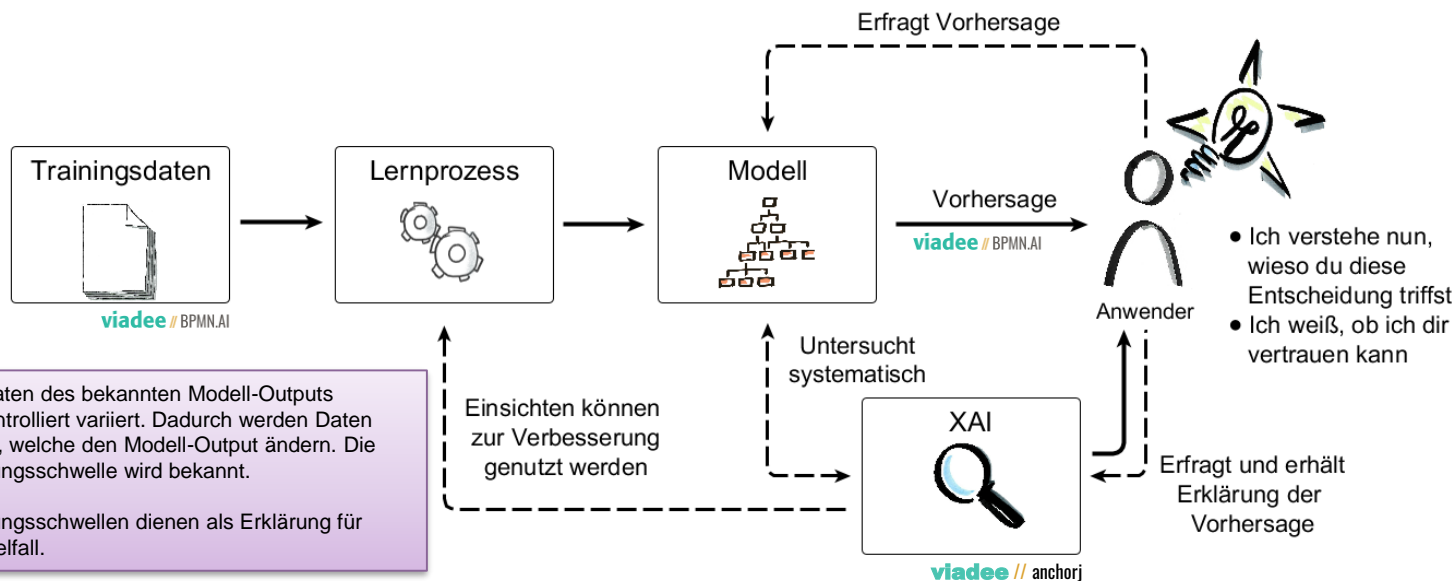 Erfragt Vorhersage
Trainingsdaten
viadee // BPMN.AI
Lernprozess
Modell
Vorhersage
viadee // BPMN.AI
Anwender
● Ich verstehe nun,
wieso du diese
Entscheidung triffst
● Ich weiß, ob ich dir
vertrauen kann
aten des bekannten Modell-Outputs
ntrolliert variiert. Dadurch werden Daten
, welche den Modell-Output ändern. Die
ungsschwelle wird bekannt.
ungsschwellen dienen als Erklärung für
elfall.
Einsichten können
zur Verbesserung
genutzt werden
Untersucht
systematisch
XAI
viadee // anchorj
Erfragt und erhält
Erklärung der
Vorhersage